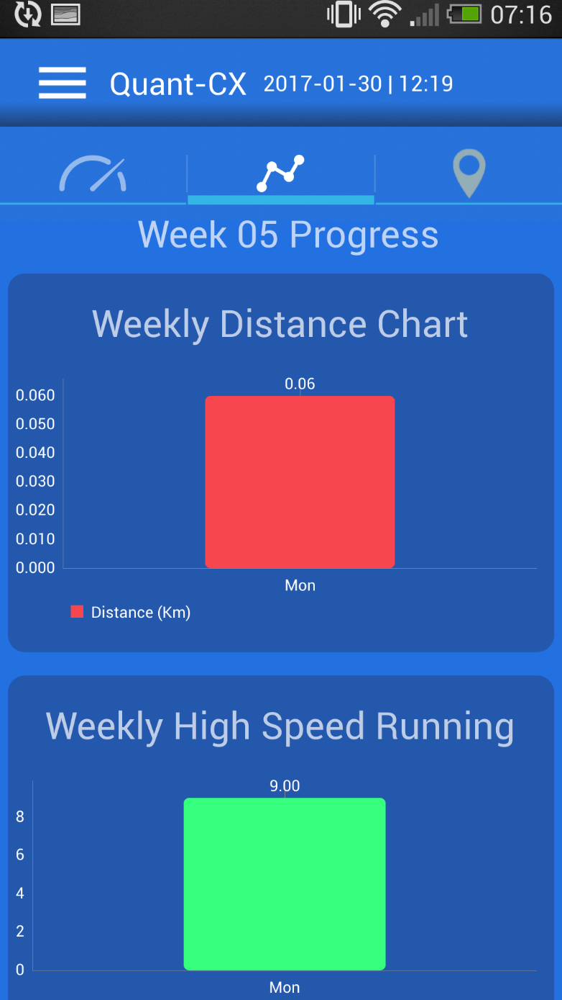 07:16
Quant-CX 2017-01-30 | 12:19
Week 05 Progress
Weekly Distance Chart
0.06
0.060
0.050
0.040
0.030
0.020
0.010
0.000
Mon
Distance (Km)
Weekly High Speed Running
9.00
8
6
4
2
0
Mon